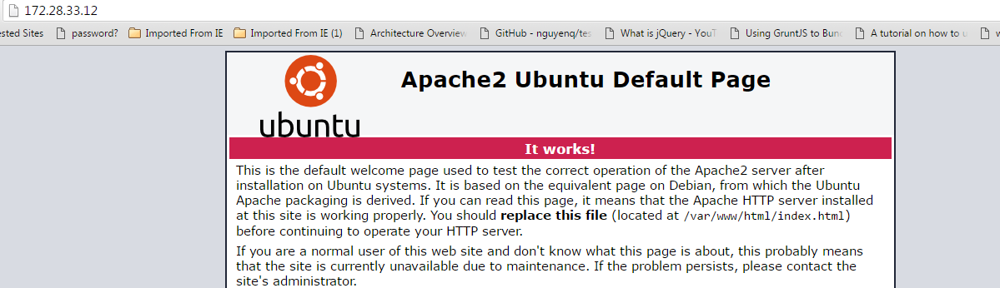 172.28.33.12
ested Sites password? Imported From IE Imported From IE (1) Architecture Overview GitHub - nguyenq/tes What is jQuery - YouT Using GruntJS to Bund A tutorial on how to u w
Apache2 Ubuntu Default Page
ubuntu
It works!
This is the default welcome page used to test the correct operation of the Apache2 server after
installation on Ubuntu systems. It is based on the equivalent page on Debian, from which the Ubuntu
Apache packaging is derived. If you can read this page, it means that the Apache HTTP server installed
at this site is working properly. You should replace this file (located at /var/www/html/index.html)
before continuing to operate your HTTP server.
If you are a normal user of this web site and don't know what this page is about, this probably means
that the site is currently unavailable due to maintenance. If the problem persists, please contact the
site's administrator.